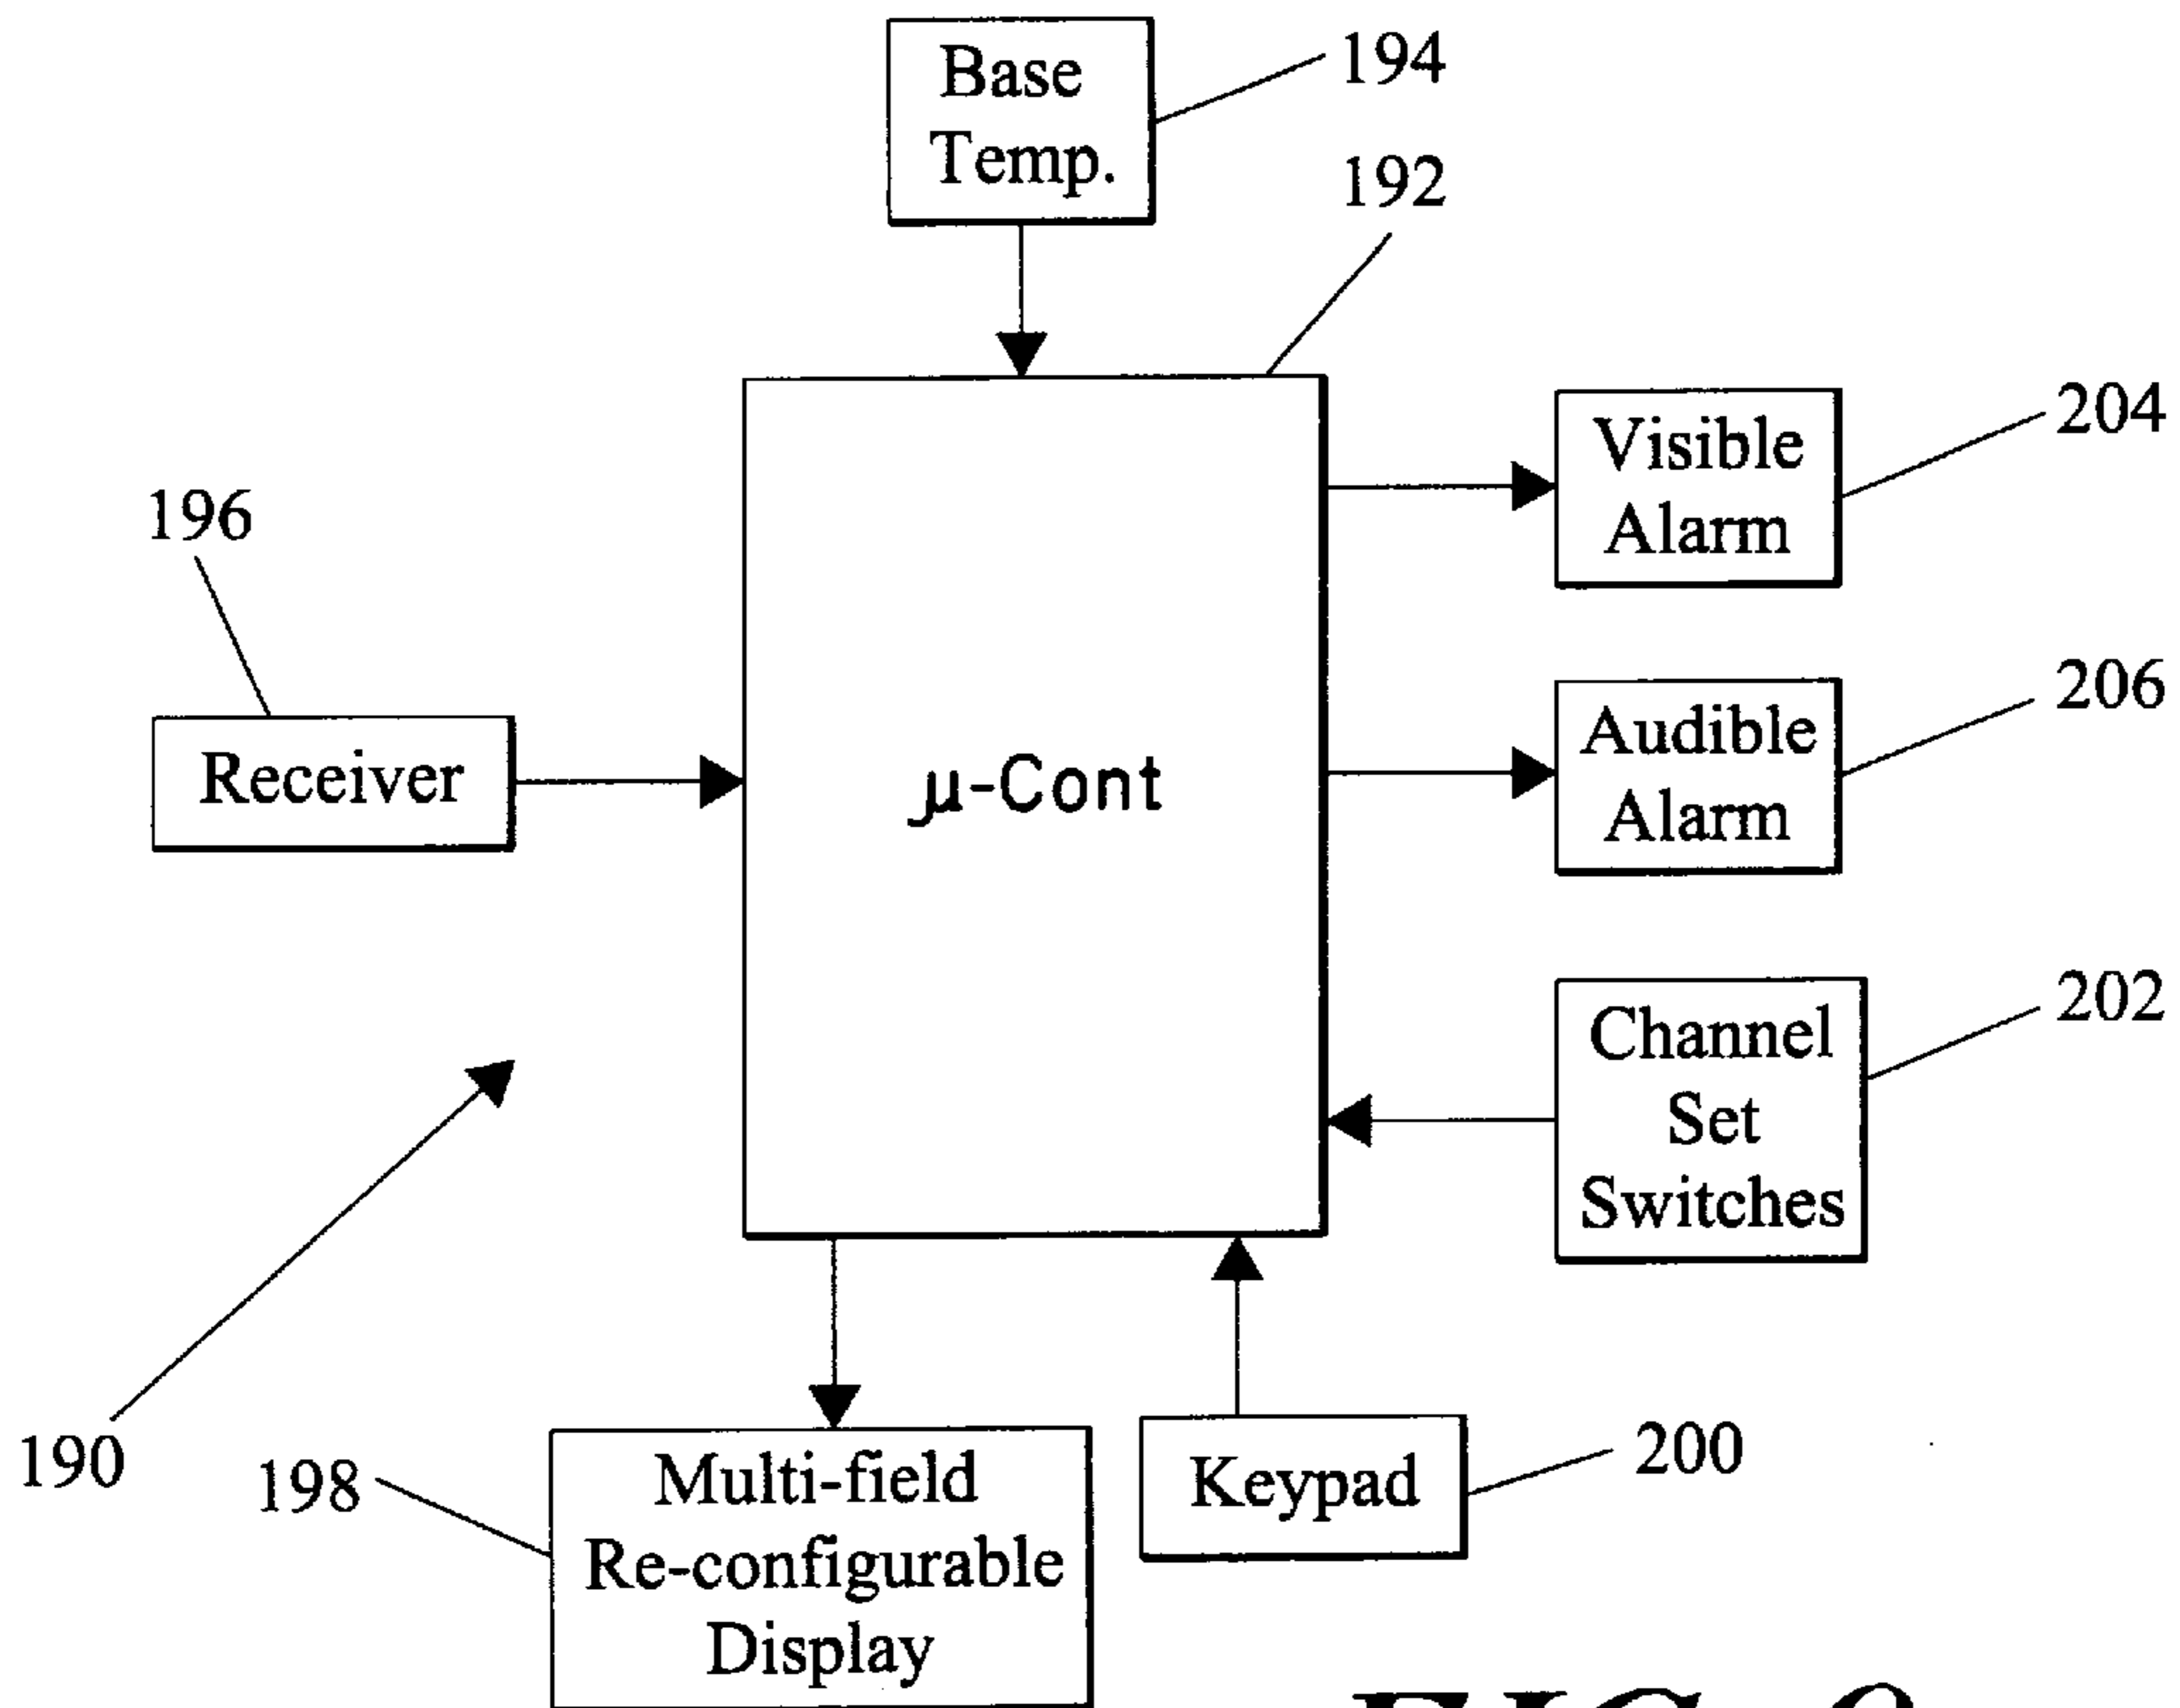 Base
Temp.
194
192
204
Visible
Alarm
196
206
Audible
Alarm
Receiver
µ-Cont
202
Channel
Set
Switches
190
198
Multi-field
Re-configurable
Display
Keypad
200